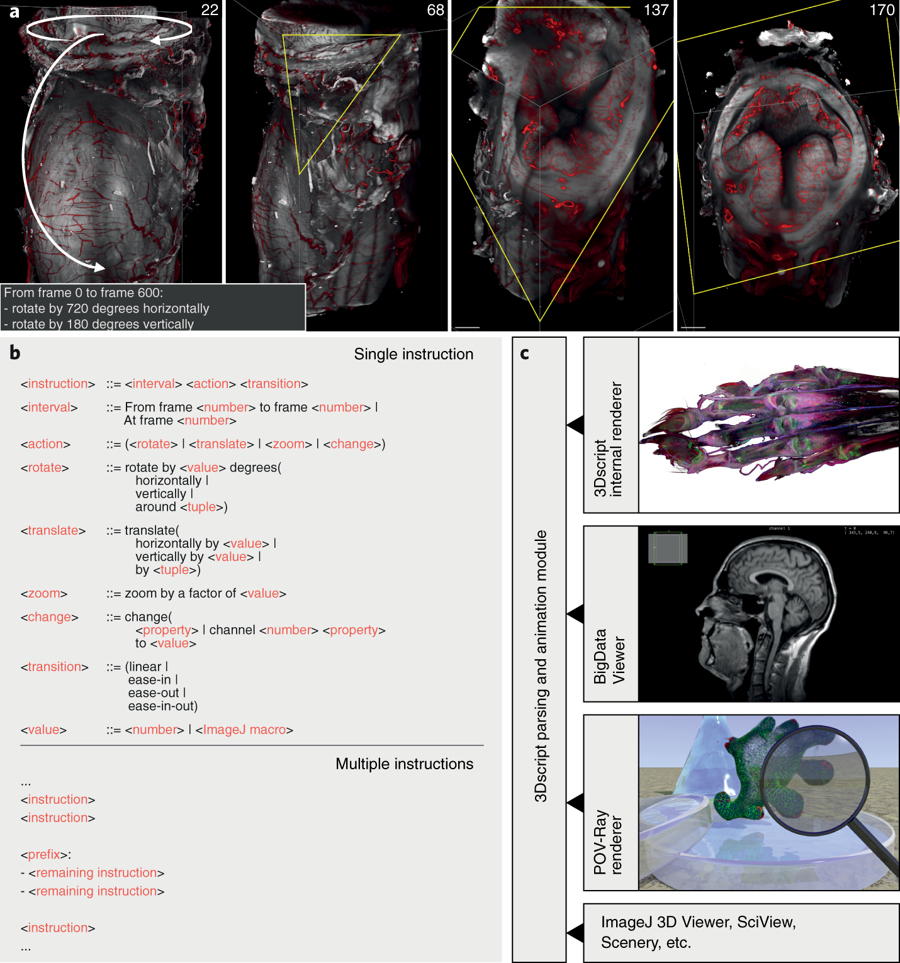 a
22
68
137
170
From frame 0 to frame 600:
- rotate by 720 degrees horizontally
- rotate by 180 degrees vertically
b
Single instruction
<instruction> ::= <interval> <action> <transition>
<interval> ::= From frame <number> to frame <number> |
At frame <number>
<action> ::= (<rotate> | <translate> | <zoom> | <change>)
<rotate> ::= rotate by <value> degrees(
horizontally |
vertically |
around <tuple>)
<translate> ::= translate(
horizontally by <value> |
vertically by <value> |
by <tuple>)
<zoom> ::= zoom by a factor of <value>
<change> ::= change(
<property> | channel <number> <property>
to <value>
<transition> ::= (linear |
ease-in |
ease-out |
ease-in-out)
<value> ::= <number> | <ImageJ macro>
Multiple instructions
...
<instruction>
<instruction>
<prefix>:
- <remaining instruction>
- <remaining instruction>
<instruction>
...
c
3Dscript parsing and animation module
3Dscript
internal renderer
BigData
Viewer
channel 1
POV-Ray
renderer
ImageJ 3D Viewer, SciView,
Scenery, etc.